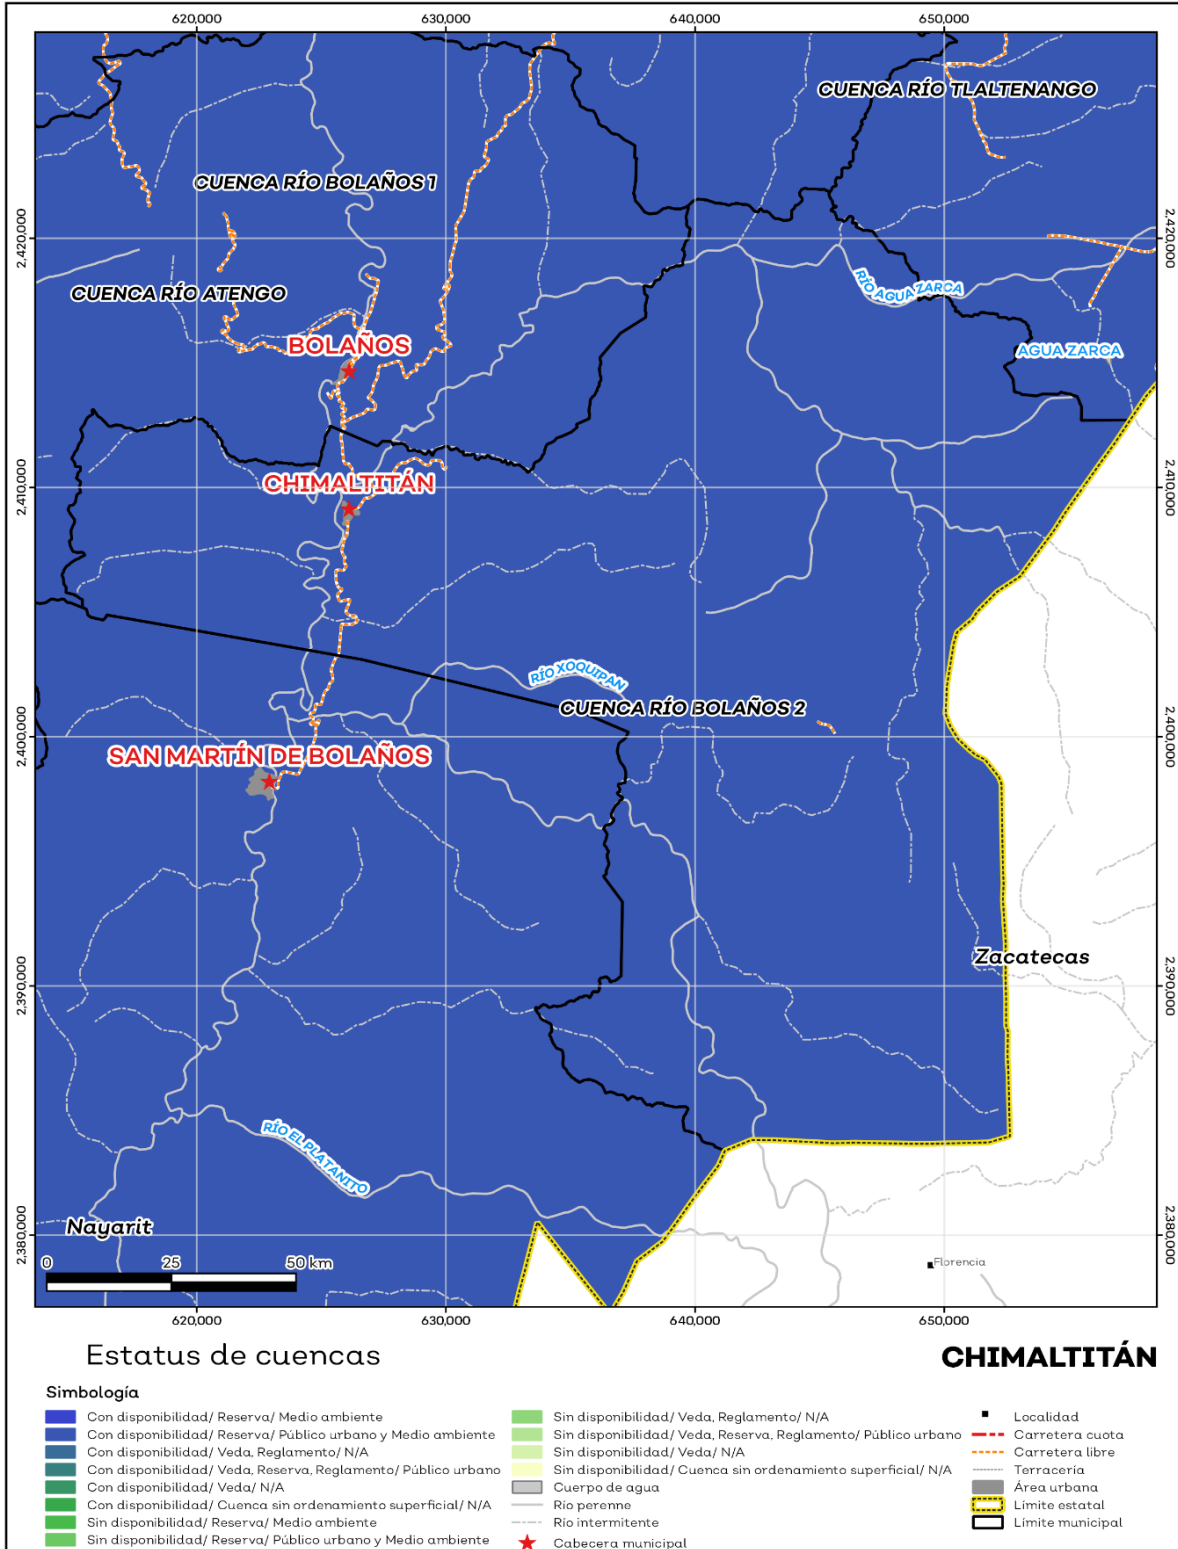 620,000 630,000 640,000 650,000
CUENCA RÍO TLALTENANGO
CUENCA RÍO BOLAÑOS 1
2,420,000 2,420,000
RÍO AGUA ZARCA
CUENCA RÍO ATENGO
BOLAÑOS
AGUA ZARCA
CHIMALTITÁN
2,410,000 2,410,000
RÍO XOQUIPAN
CUENCA RÍO BOLAÑOS 2
2,400,000 2,400,000
SAN MARTÍN DE BOLAÑOS
Zacatecas
2,390,000 2,390,000
RÍO EL PLATANITO
Nayarit
2,380,000 2,380,000
0 25 50 km
Florencia
620,000 630,000 640,000 650,000
Estatus de cuencas
CHIMALTITÁN
Simbología
Con disponibilidad/ Reserva/ Medio ambiente
Con disponibilidad/ Reserva/ Público urbano y Medio ambiente
Con disponibilidad/ Veda, Reglamento/ N/A
Con disponibilidad/ Veda, Reserva, Reglamento/ Público urbano
Con disponibilidad/ Veda/ N/A
Con disponibilidad/ Cuenca sin ordenamiento superficial/ N/A
Sin disponibilidad/ Reserva/ Medio ambiente
Sin disponibilidad/ Reserva/ Público urbano y Medio ambiente
Sin disponibilidad/ Veda, Reglamento/ N/A
Sin disponibilidad/ Veda, Reserva, Reglamento/ Público urbano
Sin disponibilidad/ Veda/ N/A
Sin disponibilidad/ Cuenca sin ordenamiento superficial/ N/A
Cuerpo de agua
Río perenne
Río intermitente
Cabecera municipal
Localidad
Carretera cuota
Carretera libre
Terracería
Área urbana
Límite estatal
Límite municipal